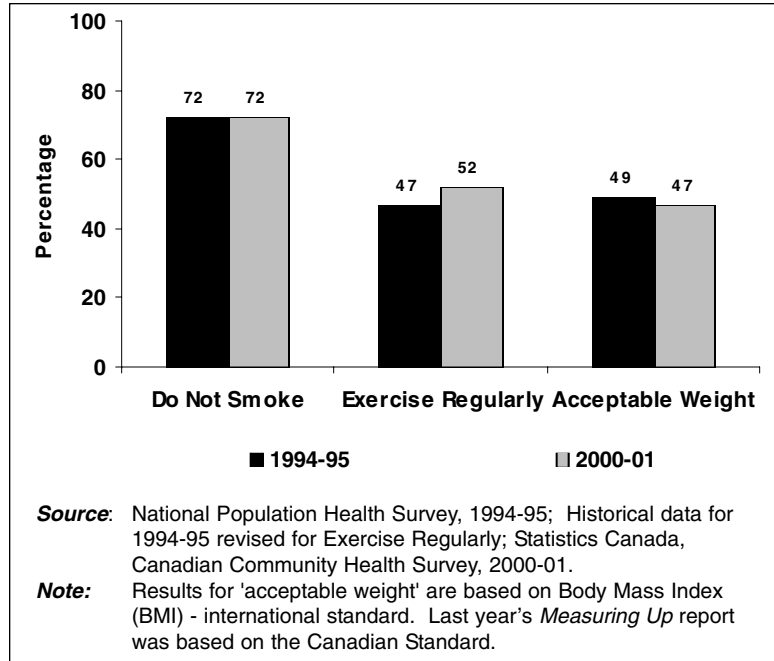 100
80
60
40
20
0
Percentage
72 72
47 52
49 47
Do Not Smoke Exercise Regularly Acceptable Weight
1994-95 2000-01
Source: National Population Health Survey, 1994-95; Historical data for
1994-95 revised for Exercise Regularly; Statistics Canada,
Canadian Community Health Survey, 2000-01.
Note: Results for 'acceptable weight' are based on Body Mass Index
(BMI) - international standard. Last year's Measuring Up report
was based on the Canadian Standard.